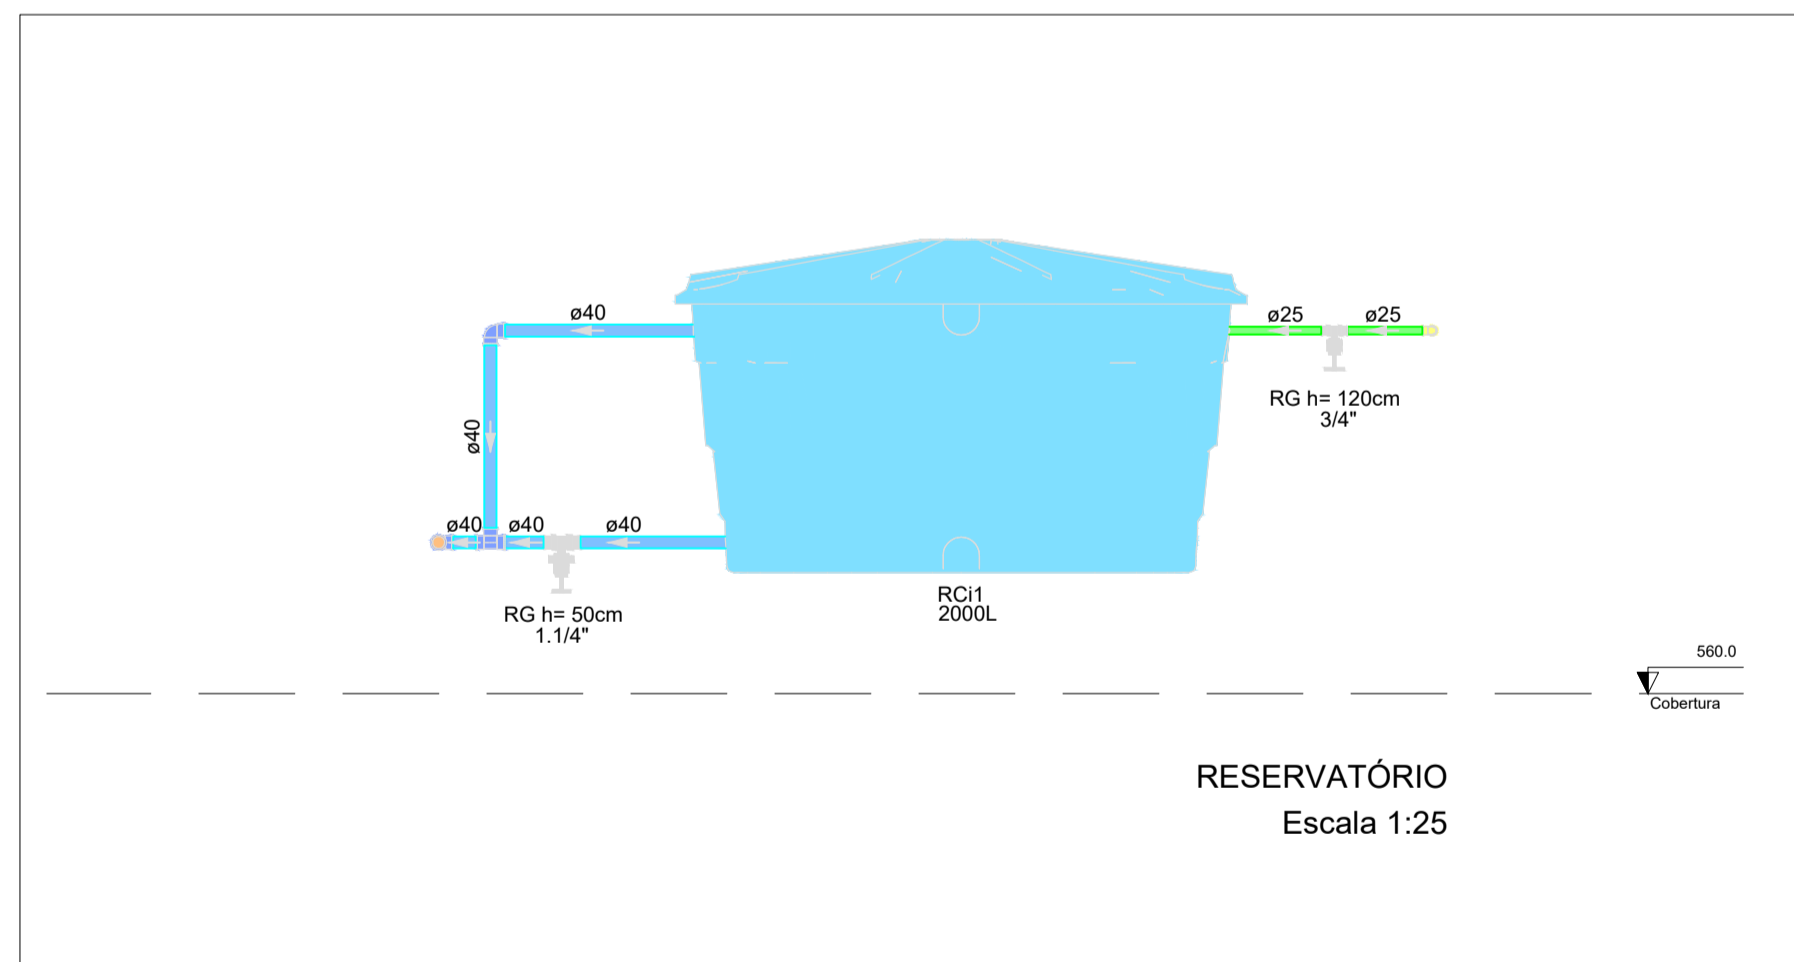 ø40
ø25
ø25
RG h= 120cm
3/4"
ø40
ø40
ø40
ø40
RG h= 50cm
1.1/4"
RCi1
2000L
560.0
Cobertura
RESERVATÓRIO
Escala 1:25